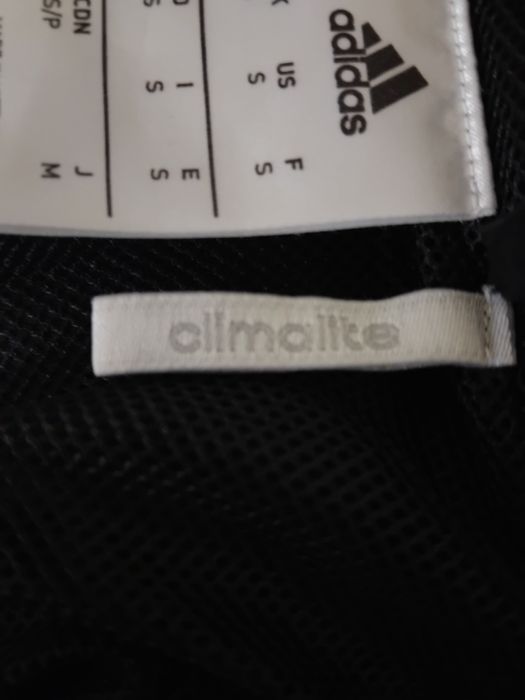 adidas
US F
S S
D I E
S S S
CDN J
S/P M
climalite